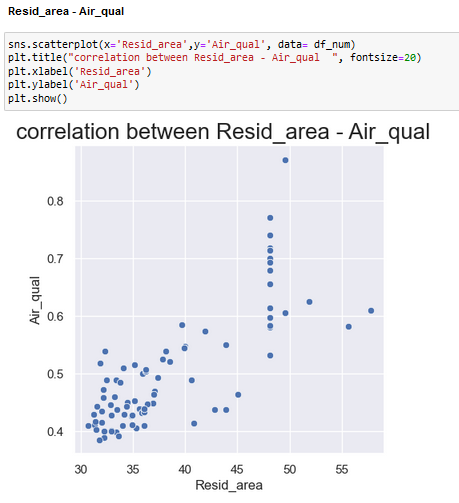 Resid_area - Air_qual
sns.scatterplot(x='Resid_area',y='Air_qual', data= df_num)
plt.title("correlation between Resid_area - Air_qual  ", fontsize=20)
plt.xlabel('Resid_area')
plt.ylabel('Air_qual')
plt.show()
correlation between Resid_area - Air_qual
0.8
0.7
0.6
0.5
0.4
Air_qual
30 35 40 45 50 55
Resid_area